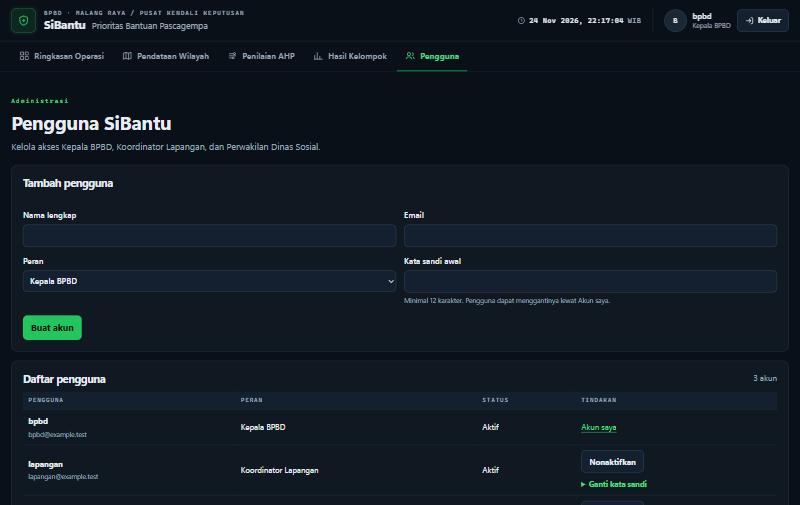 BPBD · MALANG RAYA / PUSAT KENDALI KEPUTUSAN
SiBantu Prioritas Bantuan Pascagempa
24 Nov 2026, 22:17:04 WIB
B
bpbd
Kepala BPBD
Keluar
Ringkasan Operasi
Pendataan Wilayah
Penilaian AHP
Hasil Kelompok
Pengguna
Administrasi
Pengguna SiBantu
Kelola akses Kepala BPBD, Koordinator Lapangan, dan Perwakilan Dinas Sosial.
Tambah pengguna
Nama lengkap
Email
Peran
Kata sandi awal
Kepala BPBD
Minimal 12 karakter. Pengguna dapat menggantinya lewat Akun saya.
Buat akun
Daftar pengguna
3 akun
PENGGUNA PERAN STATUS TINDAKAN
bpbd
bpbd@example.test
Kepala BPBD
Aktif
Akun saya
lapangan
lapangan@example.test
Koordinator Lapangan
Aktif
Nonaktifkan
Ganti kata sandi